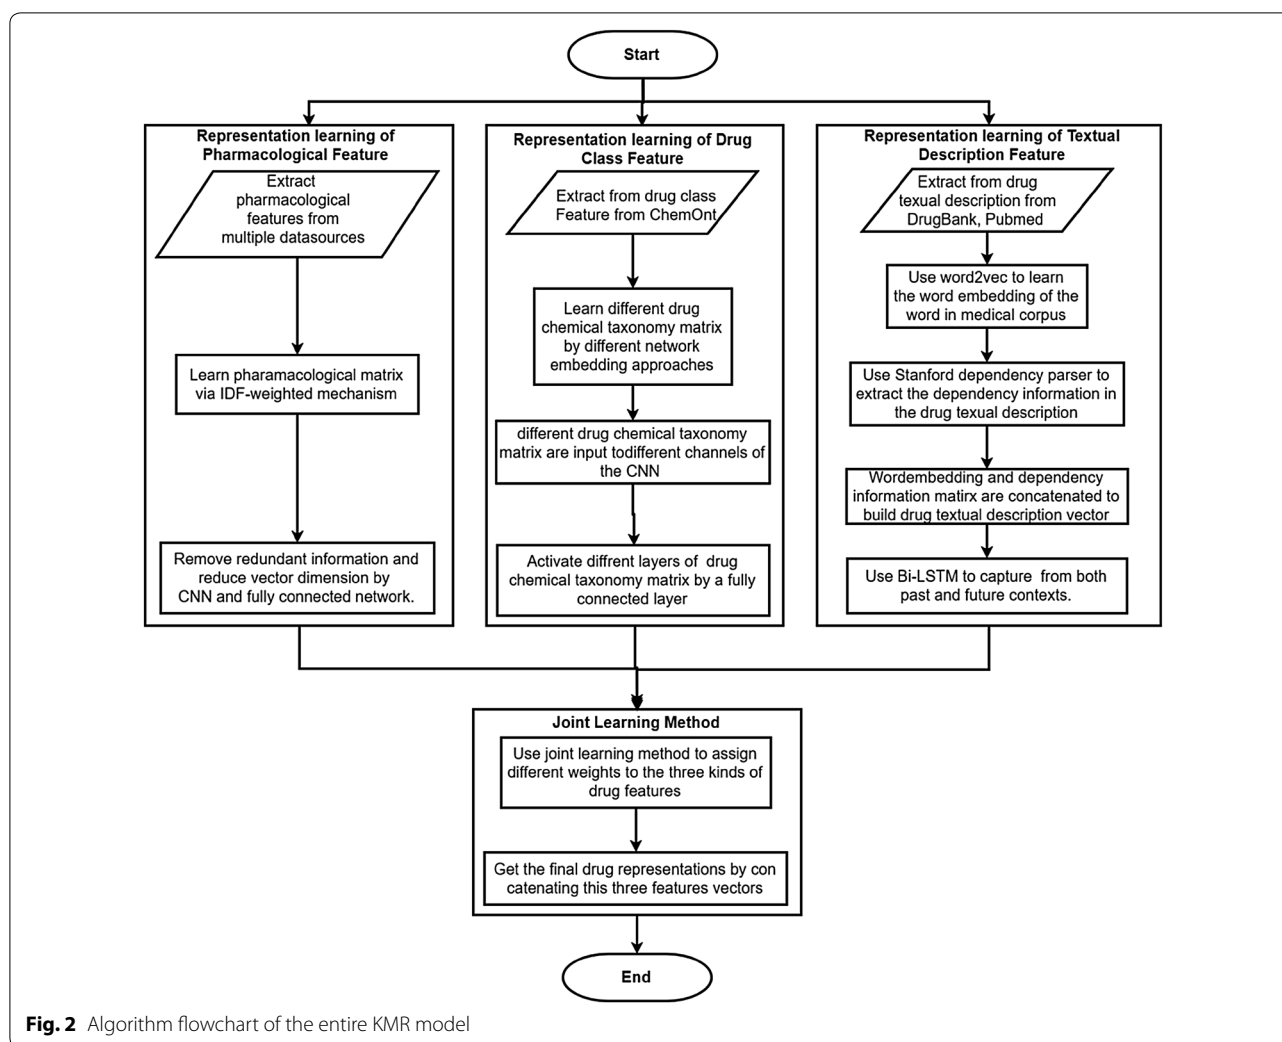 Start
Representation learning of
Pharmacological Feature
Extract
pharmacological
features from
multiple datasources
Learn pharamacological matrix
via IDF-weighted mechanism
Remove redundant information and
reduce vector dimension by
CNN and fully connected network.
Representation learning of Drug
Class Feature
Extract from drug class
Feature from ChemOnt
Learn different drug
chemical taxonomy matrix
by different network
embedding approaches
different drug chemical taxonomy
matrix are input todifferent channels of
the CNN
Activate diffrent layers of drug
chemical taxonomy matrix by a fully
connected layer
Representation learning of Textual
Description Feature
Extract from drug
texual description from
DrugBank, Pubmed
Use word2vec to learn
the word embedding of the
word in medical corpus
Use Stanford dependency parser to
extract the dependency information in
the drug texual description
Wordembedding and dependency
information matirx are concatenated to
build drug textual description vector
Use Bi-LSTM to capture from both
past and future contexts.
Joint Learning Method
Use joint learning method to assign
different weights to the three kinds of
drug features
Get the final drug representations by con
catenating this three features vectors
End
Fig. 2 Algorithm flowchart of the entire KMR model